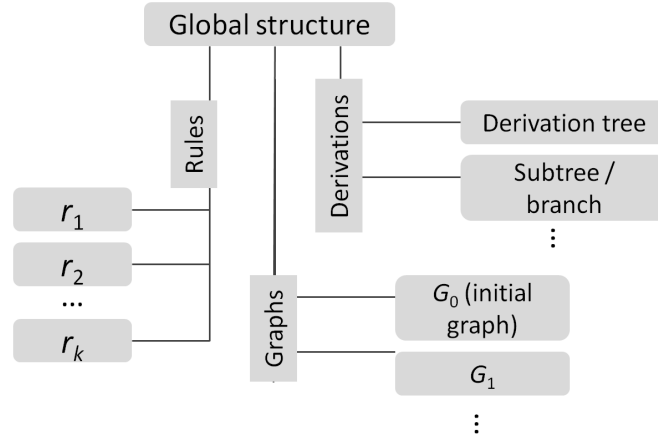 Global structure
Rules
Derivations
Derivation tree
Subtree /
branch
⋮
r₁
r₂
...
rₖ
Graphs
G₀ (initial
graph)
G₁
⋮